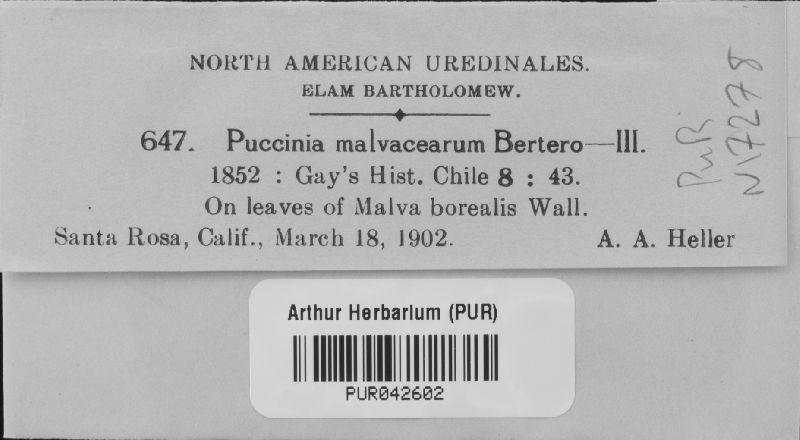 NORTH AMERICAN UREDINALES.
ELAM BARTHOLOMEW.
647. Puccinia malvacearum Bertero—III.
1852 : Gay's Hist. Chile 8 : 43.
On leaves of Malva borealis Wall.
Santa Rosa, Calif., March 18, 1902. A. A. Heller
PUR
N17278
Arthur Herbarium (PUR)
PUR042602